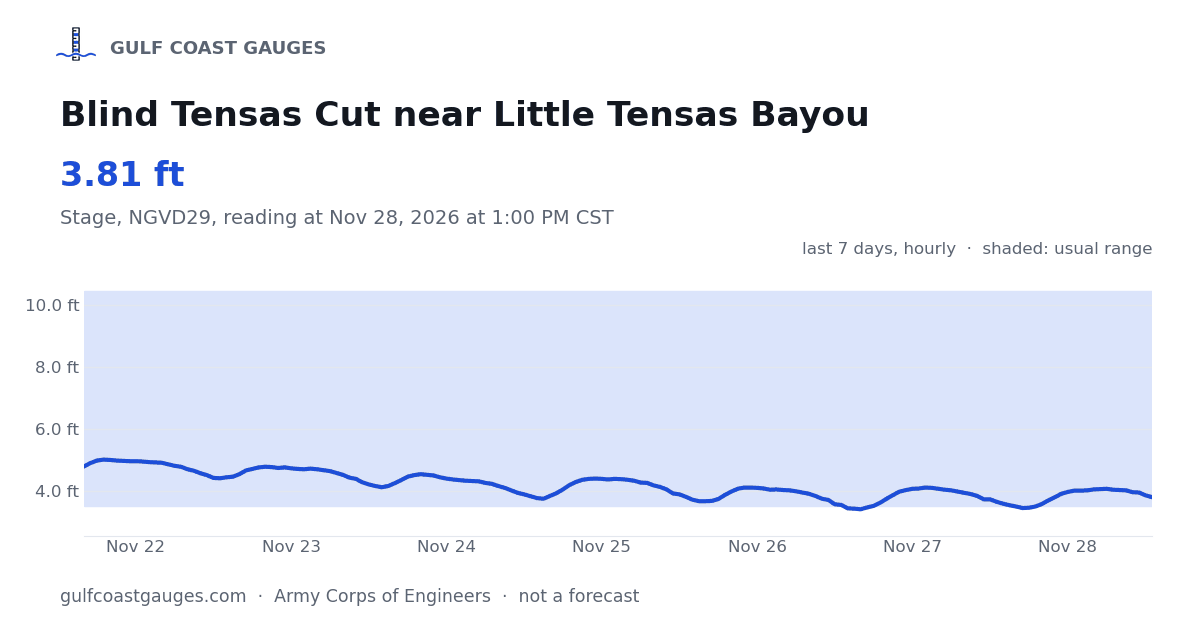 GULF COAST GAUGES
Blind Tensas Cut near Little Tensas Bayou
3.81 ft
Stage, NGVD29, reading at Nov 28, 2026 at 1:00 PM CST
last 7 days, hourly · shaded: usual range
10.0 ft
8.0 ft
6.0 ft
4.0 ft
Nov 22 Nov 23 Nov 24 Nov 25 Nov 26 Nov 27 Nov 28
gulfcoastgauges.com · Army Corps of Engineers · not a forecast